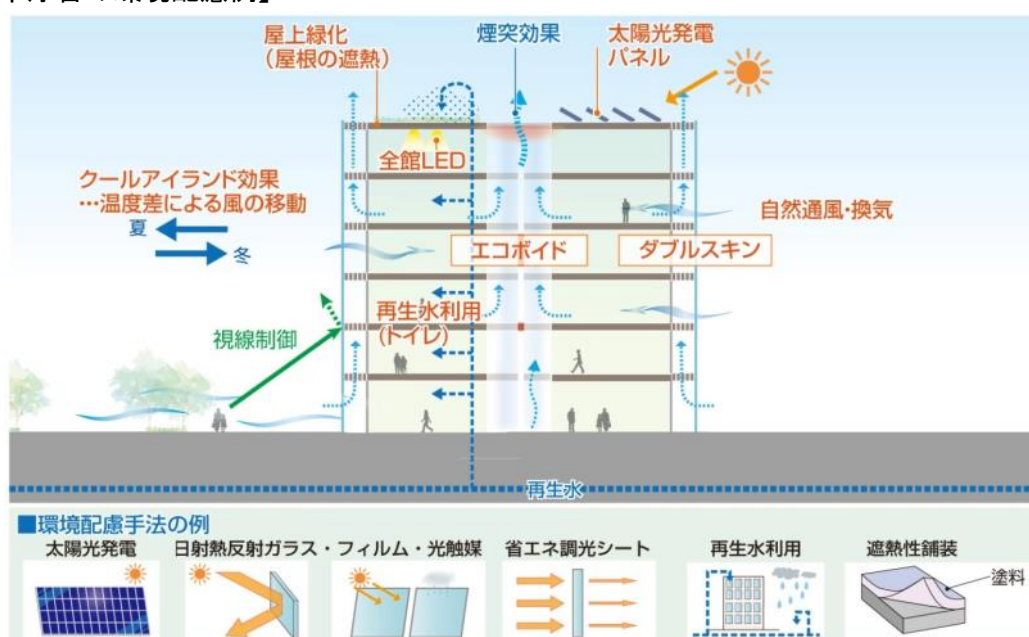 屋上緑化
(屋根の遮熱)
煙突効果
太陽光発電
パネル
全館LED
クールアイランド効果
…温度差による風の移動
夏
冬
自然通風・換気
エコボイド
ダブルスキン
再生水利用
(トイレ)
視線制御
再生水
■環境配慮手法の例
太陽光発電
日射熱反射ガラス・フィルム・光触媒
省エネ調光シート
再生水利用
遮熱性舗装
塗料